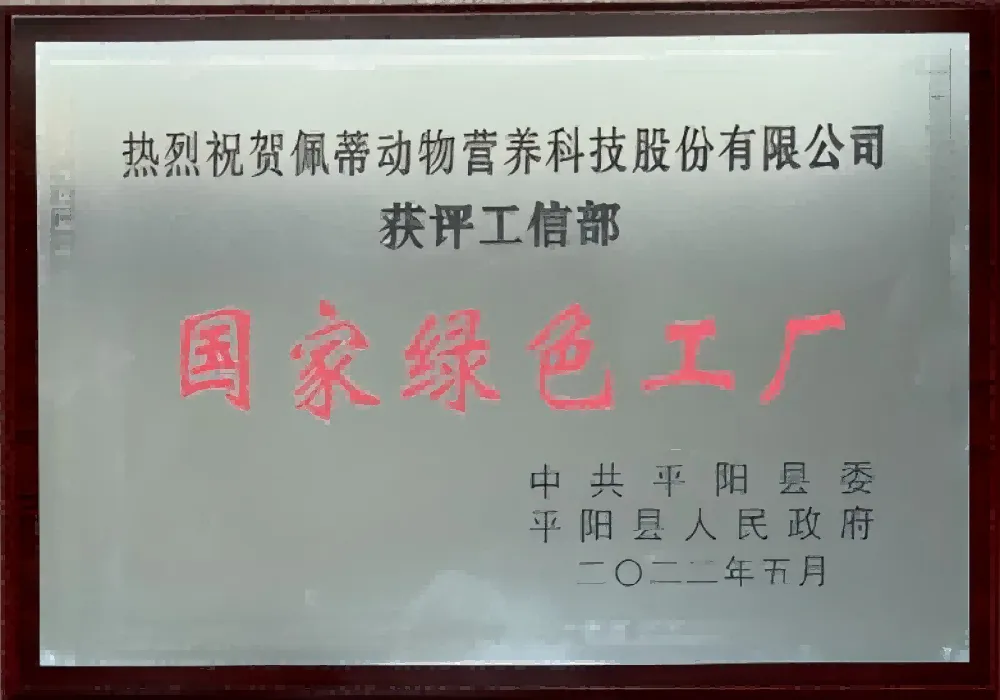 热烈祝贺佩蒂动物营养科技股份有限公司
获评工信部
国家绿色工厂
中共平阳县委
平阳县人民政府
二〇二二年五月